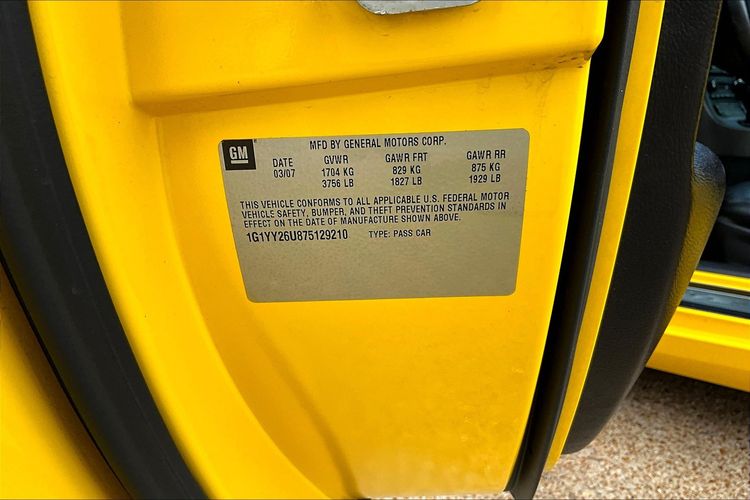 GM
MFD BY GENERAL MOTORS CORP.
DATE GVWR GAWR FRT GAWR RR
03/07 1704 KG 829 KG 875 KG
3756 LB 1827 LB 1929 LB
THIS VEHICLE CONFORMS TO ALL APPLICABLE U.S. FEDERAL MOTOR
VEHICLE SAFETY, BUMPER, AND THEFT PREVENTION STANDARDS IN
EFFECT ON THE DATE OF MANUFACTURE SHOWN ABOVE.
1G1YY26U875129210 TYPE: PASS CAR